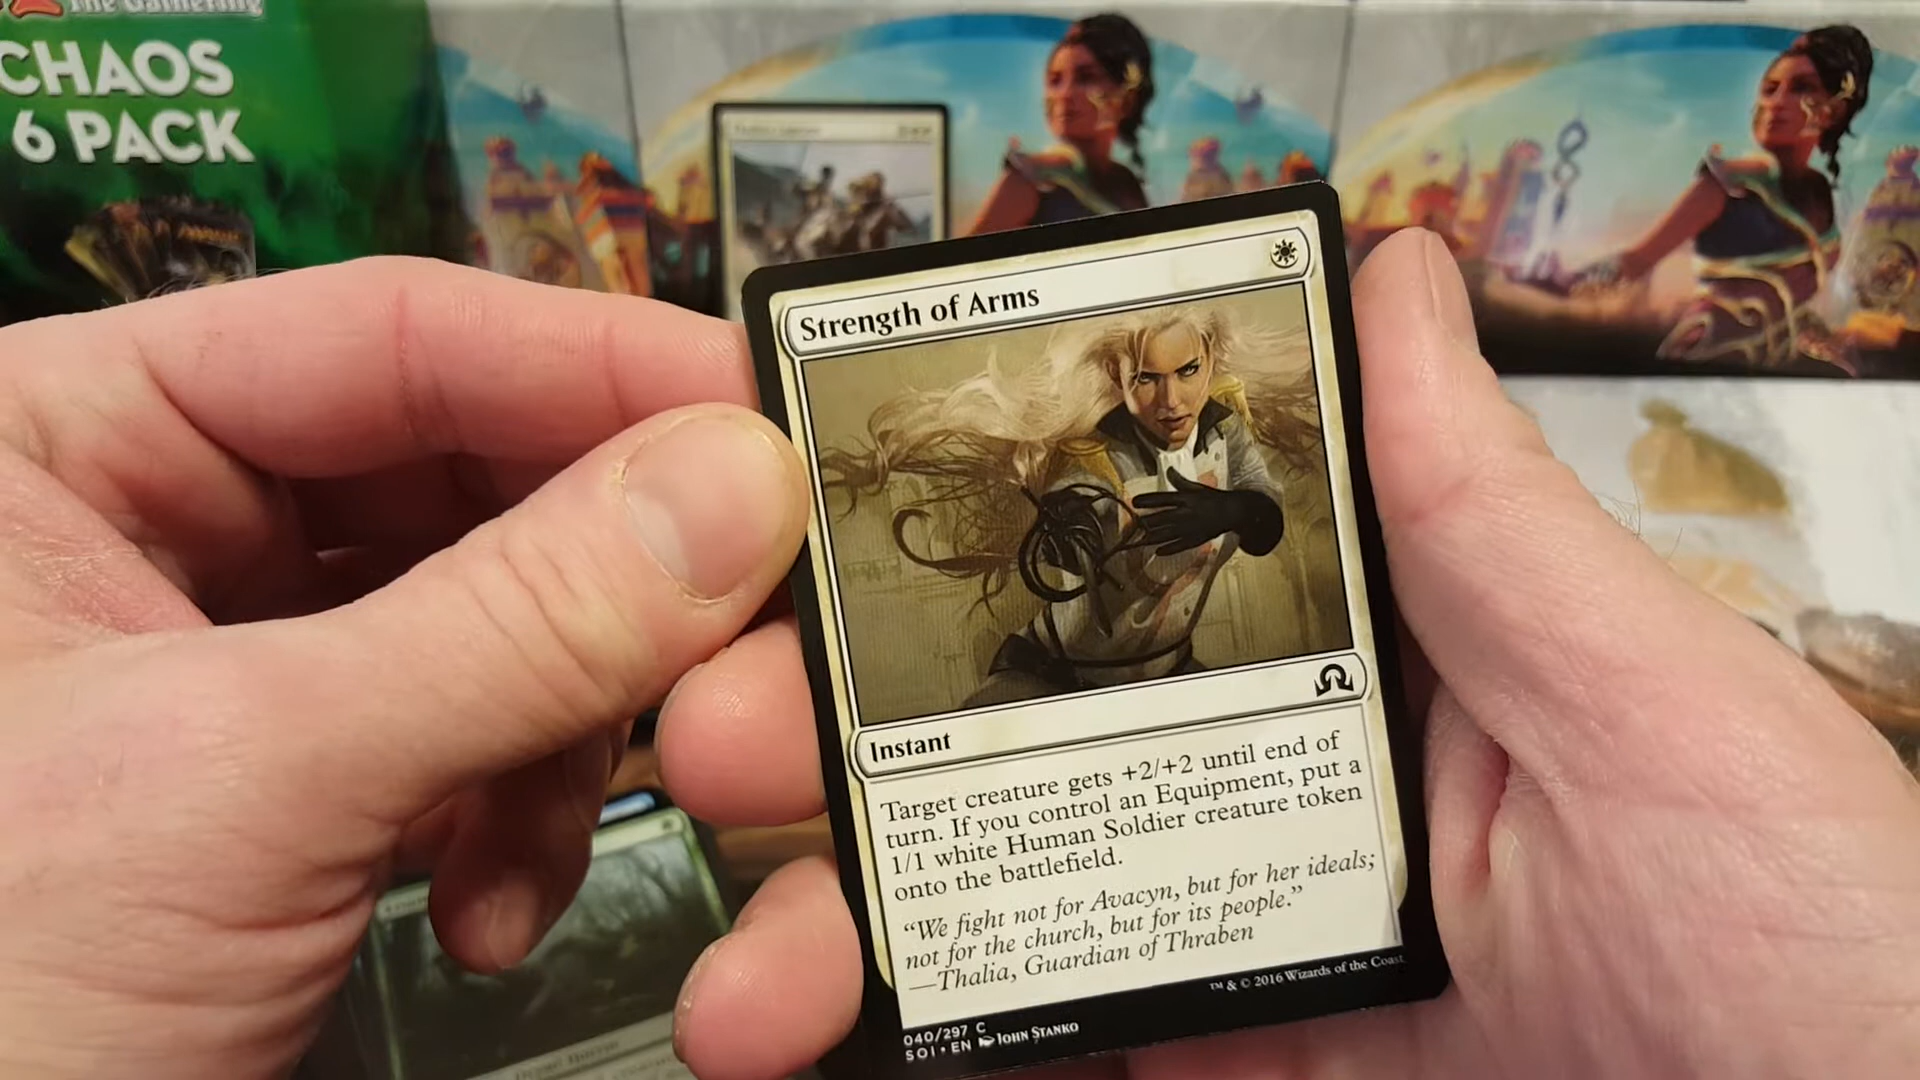 The Gathering
CHAOS
6 PACK
Strength of Arms
Instant
Target creature gets +2/+2 until end of
turn. If you control an Equipment, put a
1/1 white Human Soldier creature token
onto the battlefield.
“We fight not for Avacyn, but for her ideals;
not for the church, but for its people.”
—Thalia, Guardian of Thraben
™ & © 2016 Wizards of the Coast
040/297 C
SOI • EN JOHN STANKO